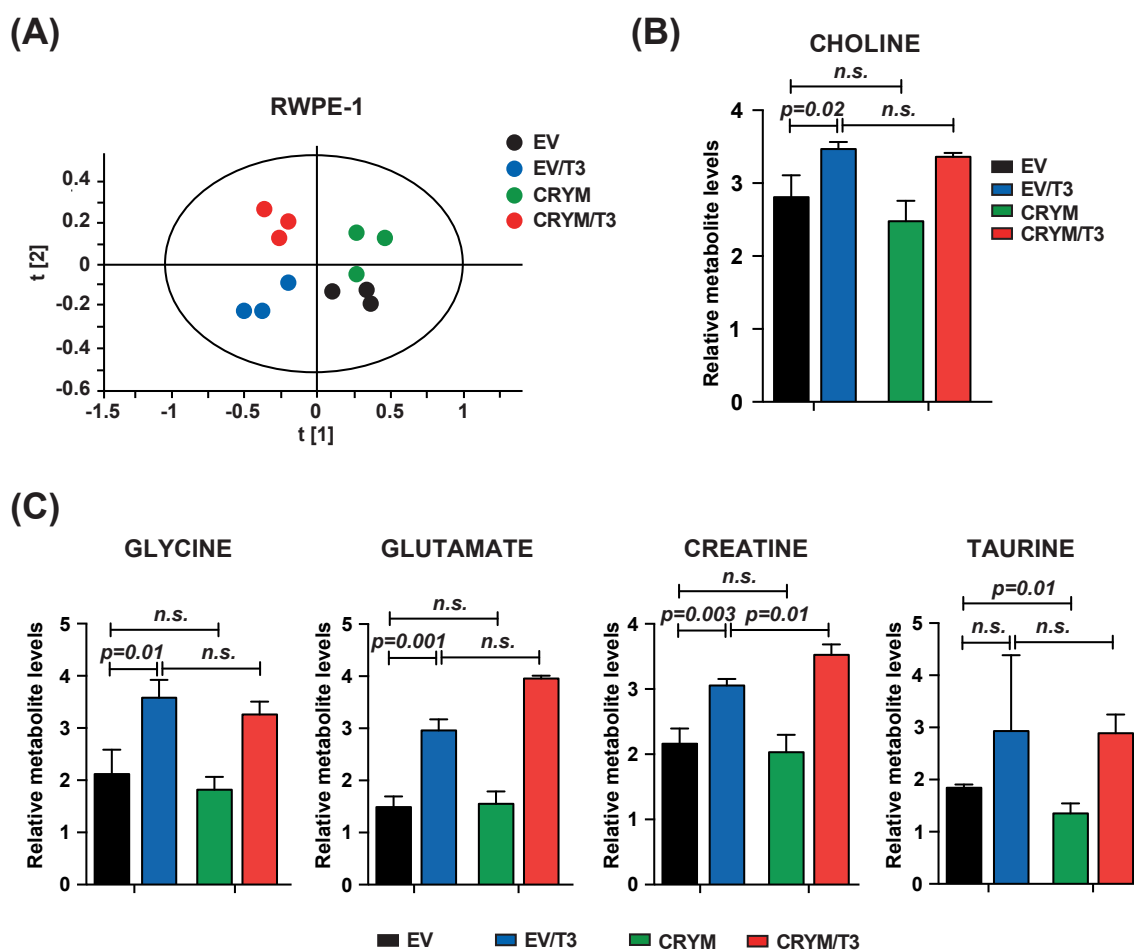 (A)
RWPE-1
EV
EV/T3
CRYM
CRYM/T3
t [2]
0.4
0.2
0
-0.2
-0.4
-0.6
-1.5
-1
-0.5
0
0.5
1
t [1]
(B)
CHOLINE
n.s.
p=0.02
n.s.
Relative metabolite levels
4
3
2
1
0
EV
EV/T3
CRYM
CRYM/T3
(C)
GLYCINE
n.s.
p=0.01
n.s.
Relative metabolite levels
5
4
3
2
1
0
GLUTAMATE
n.s.
p=0.001
n.s.
Relative metabolite levels
5
4
3
2
1
0
CREATINE
n.s.
p=0.003
p=0.01
Relative metabolite levels
4
3
2
1
0
TAURINE
p=0.01
n.s.
n.s.
Relative metabolite levels
5
4
3
2
1
0
EV
EV/T3
CRYM
CRYM/T3